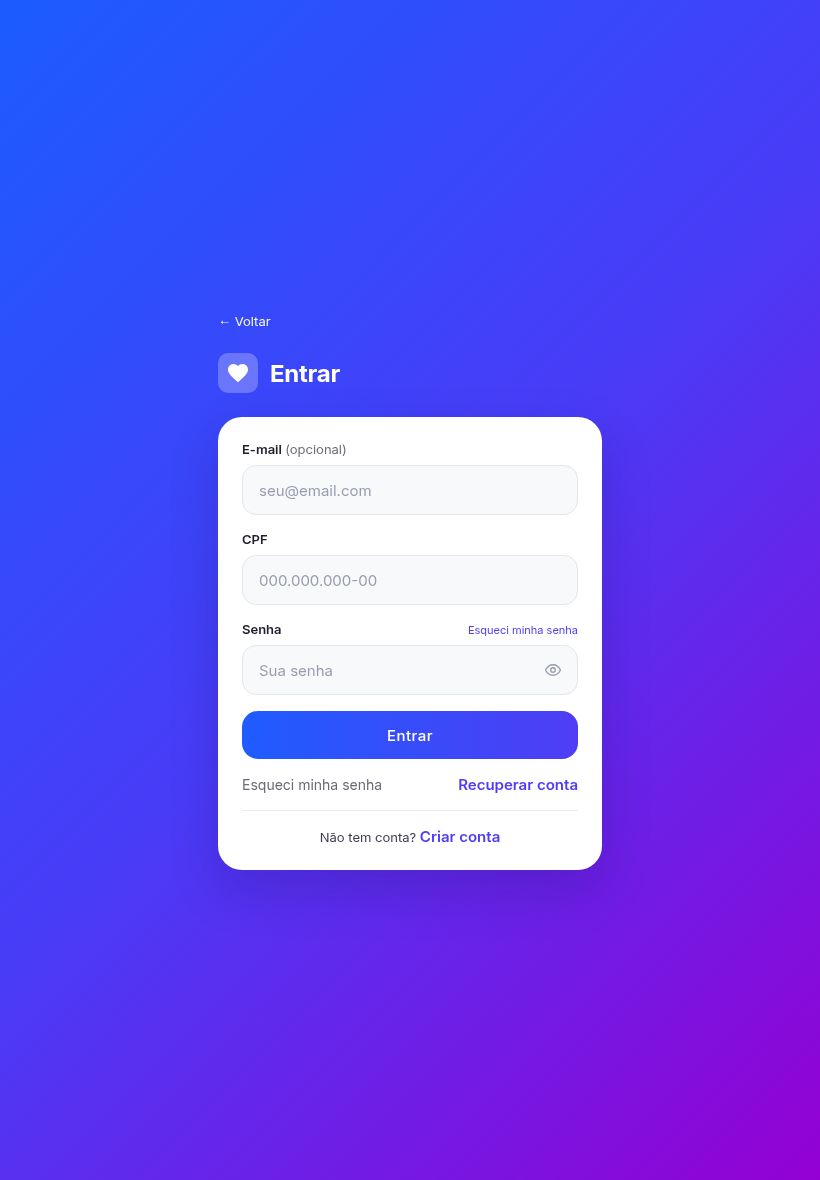 ← Voltar
Entrar
E-mail (opcional)
seu@email.com
CPF
000.000.000-00
Senha Esqueci minha senha
Sua senha
Entrar
Esqueci minha senha Recuperar conta
Não tem conta? Criar conta